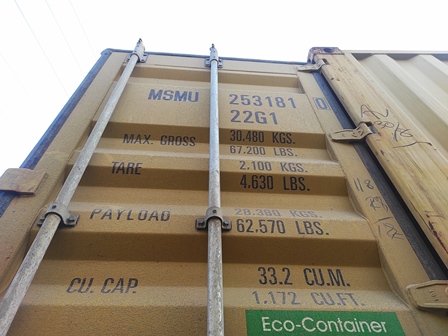 MSMU 253181 0
22G1
MAX. GROSS 30.480 KGS.
67.200 LBS.
TARE 2.100 KGS.
4.630 LBS.
PAYLOAD 28.380 KGS.
62.570 LBS.
CU. CAP. 33.2 CU.M.
1.172 CU.FT.
Eco-Container